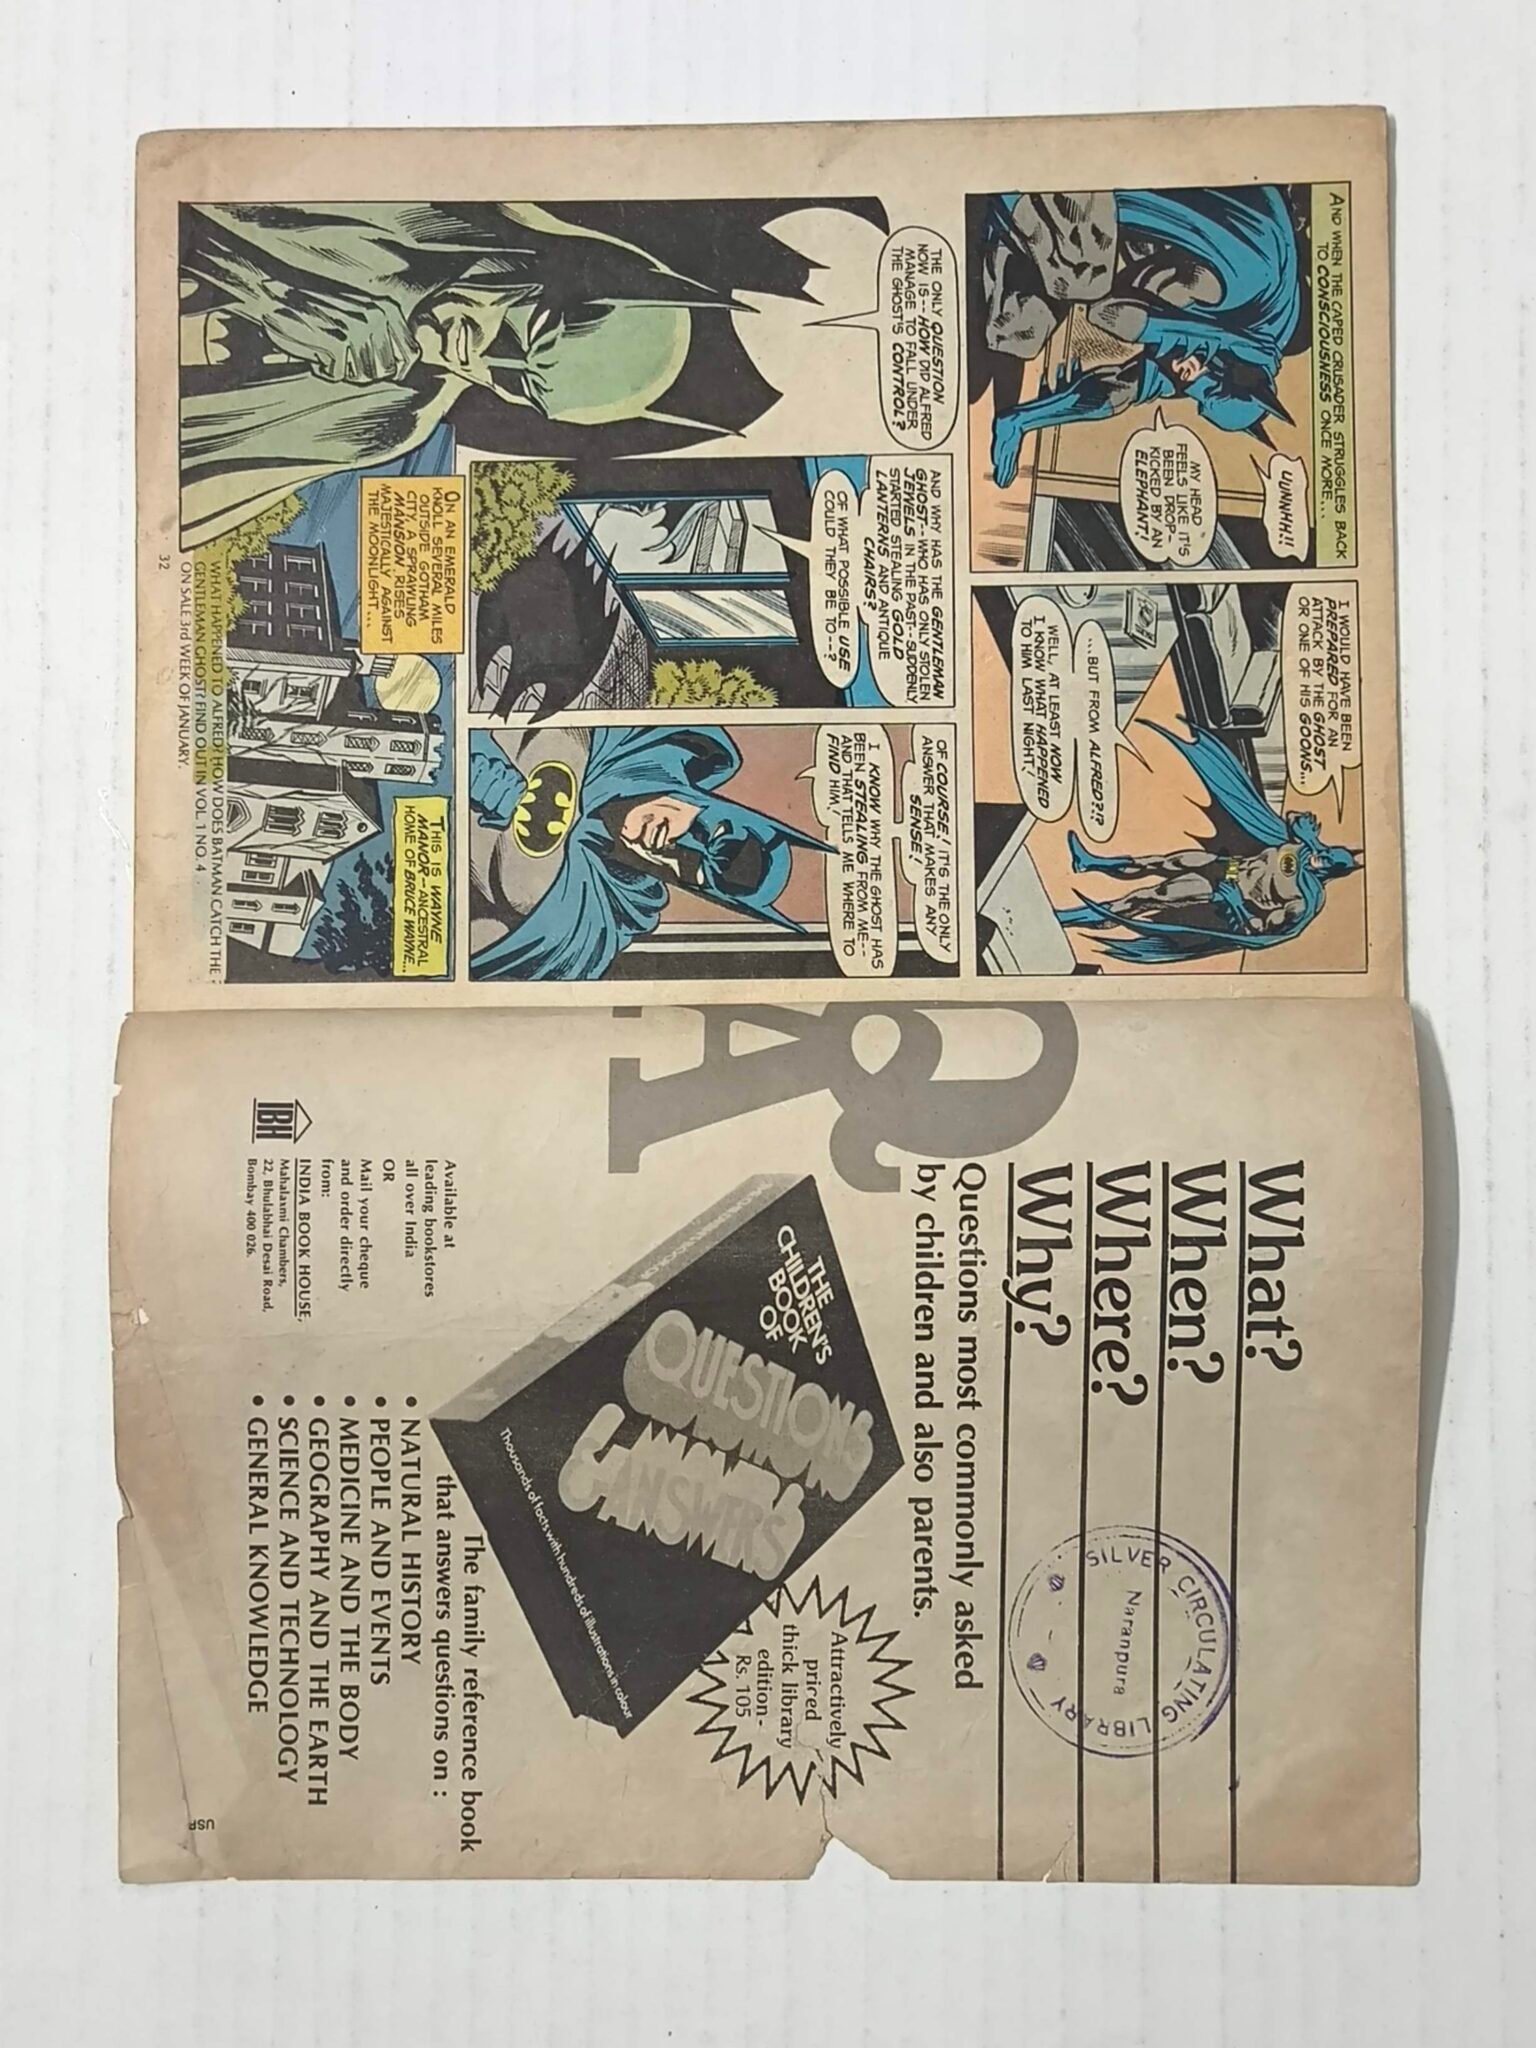 AND WHEN THE CAPED CRUSADER STRUGGLES BACK
TO CONSCIOUSNESS ONCE MORE...
UUNHH!!
MY HEAD
FEELS LIKE IT'S
BEEN DROP-
KICKED BY AN
ELEPHANT!
I WOULD HAVE BEEN
PREPARED FOR AN
ATTACK BY THE GHOST
OR ONE OF HIS GOONS...
...BUT FROM ALFRED?!?
WELL, AT LEAST NOW
I KNOW WHAT HAPPENED
TO HIM LAST NIGHT!
THE ONLY QUESTION
NOW IS-- HOW DID ALFRED
MANAGE TO FALL UNDER
THE GHOST'S CONTROL?
AND WHY HAS THE GENTLEMAN
GHOST--WHO HAS ONLY STOLEN
JEWELS IN THE PAST--SUDDENLY
STARTED STEALING GOLD
LANTERNS AND ANTIQUE
CHAIRS?
OF WHAT POSSIBLE USE
COULD THEY BE TO--?
OF COURSE! IT'S THE ONLY
ANSWER THAT MAKES ANY
SENSE!
I KNOW WHY THE GHOST HAS
BEEN STEALING FROM ME--
AND THAT TELLS ME WHERE TO
FIND HIM!
ON AN EMERALD
KNOLL SEVERAL MILES
OUTSIDE GOTHAM
CITY, A SPRAWLING
MANSION RISES
MAJESTICALLY AGAINST
THE MOONLIGHT...
THIS IS WAYNE
MANOR--ANCESTRAL
HOME OF BRUCE WAYNE...
WHAT HAPPENED TO ALFRED? HOW DOES BATMAN CATCH THE
GENTLEMAN GHOST? FIND OUT IN VOL. 1 NO. 4
ON SALE 3rd WEEK OF JANUARY.
32
What?
When?
Where?
Why?
Questions most commonly asked
by children and also parents.
SILVER CIRCULATING LIBRARY
Naranpura
Q&A
THE
CHILDREN'S
BOOK
OF
QUESTIONS
&ANSWERS
Thousands of facts with hundreds of illustrations in colour
Attractively
priced
thick library
edition-
Rs. 105
The family reference book
that answers questions on :
• NATURAL HISTORY
• PEOPLE AND EVENTS
• MEDICINE AND THE BODY
• GEOGRAPHY AND THE EARTH
• SCIENCE AND TECHNOLOGY
• GENERAL KNOWLEDGE
Available at
leading bookstores
all over India
OR
Mail your cheque
and order directly
from:
IBH
INDIA BOOK HOUSE,
Mahalaxmi Chambers,
22, Bhulabhai Desai Road,
Bombay 400 026.